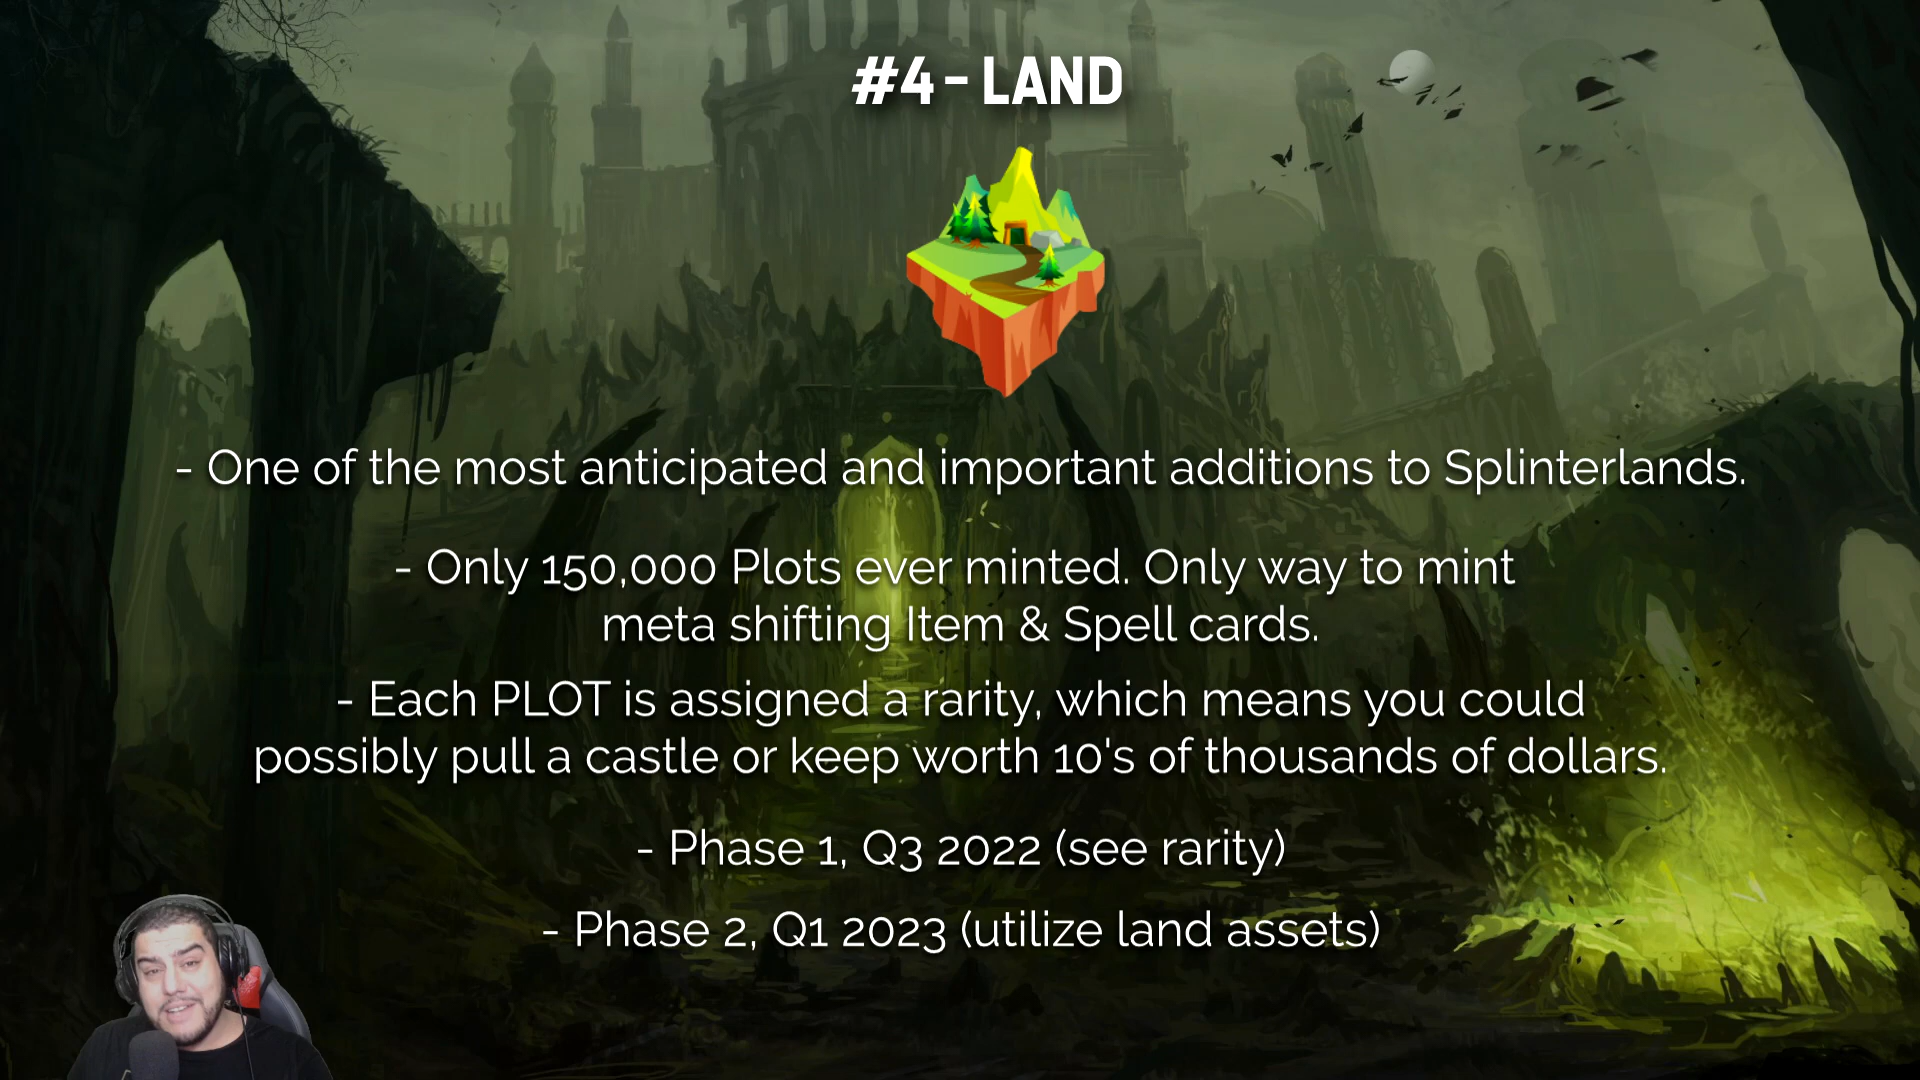 #4 - LAND
- One of the most anticipated and important additions to Splinterlands.
- Only 150,000 Plots ever minted. Only way to mint
meta shifting Item & Spell cards.
- Each PLOT is assigned a rarity, which means you could
possibly pull a castle or keep worth 10's of thousands of dollars.
- Phase 1, Q3 2022 (see rarity)
- Phase 2, Q1 2023 (utilize land assets)